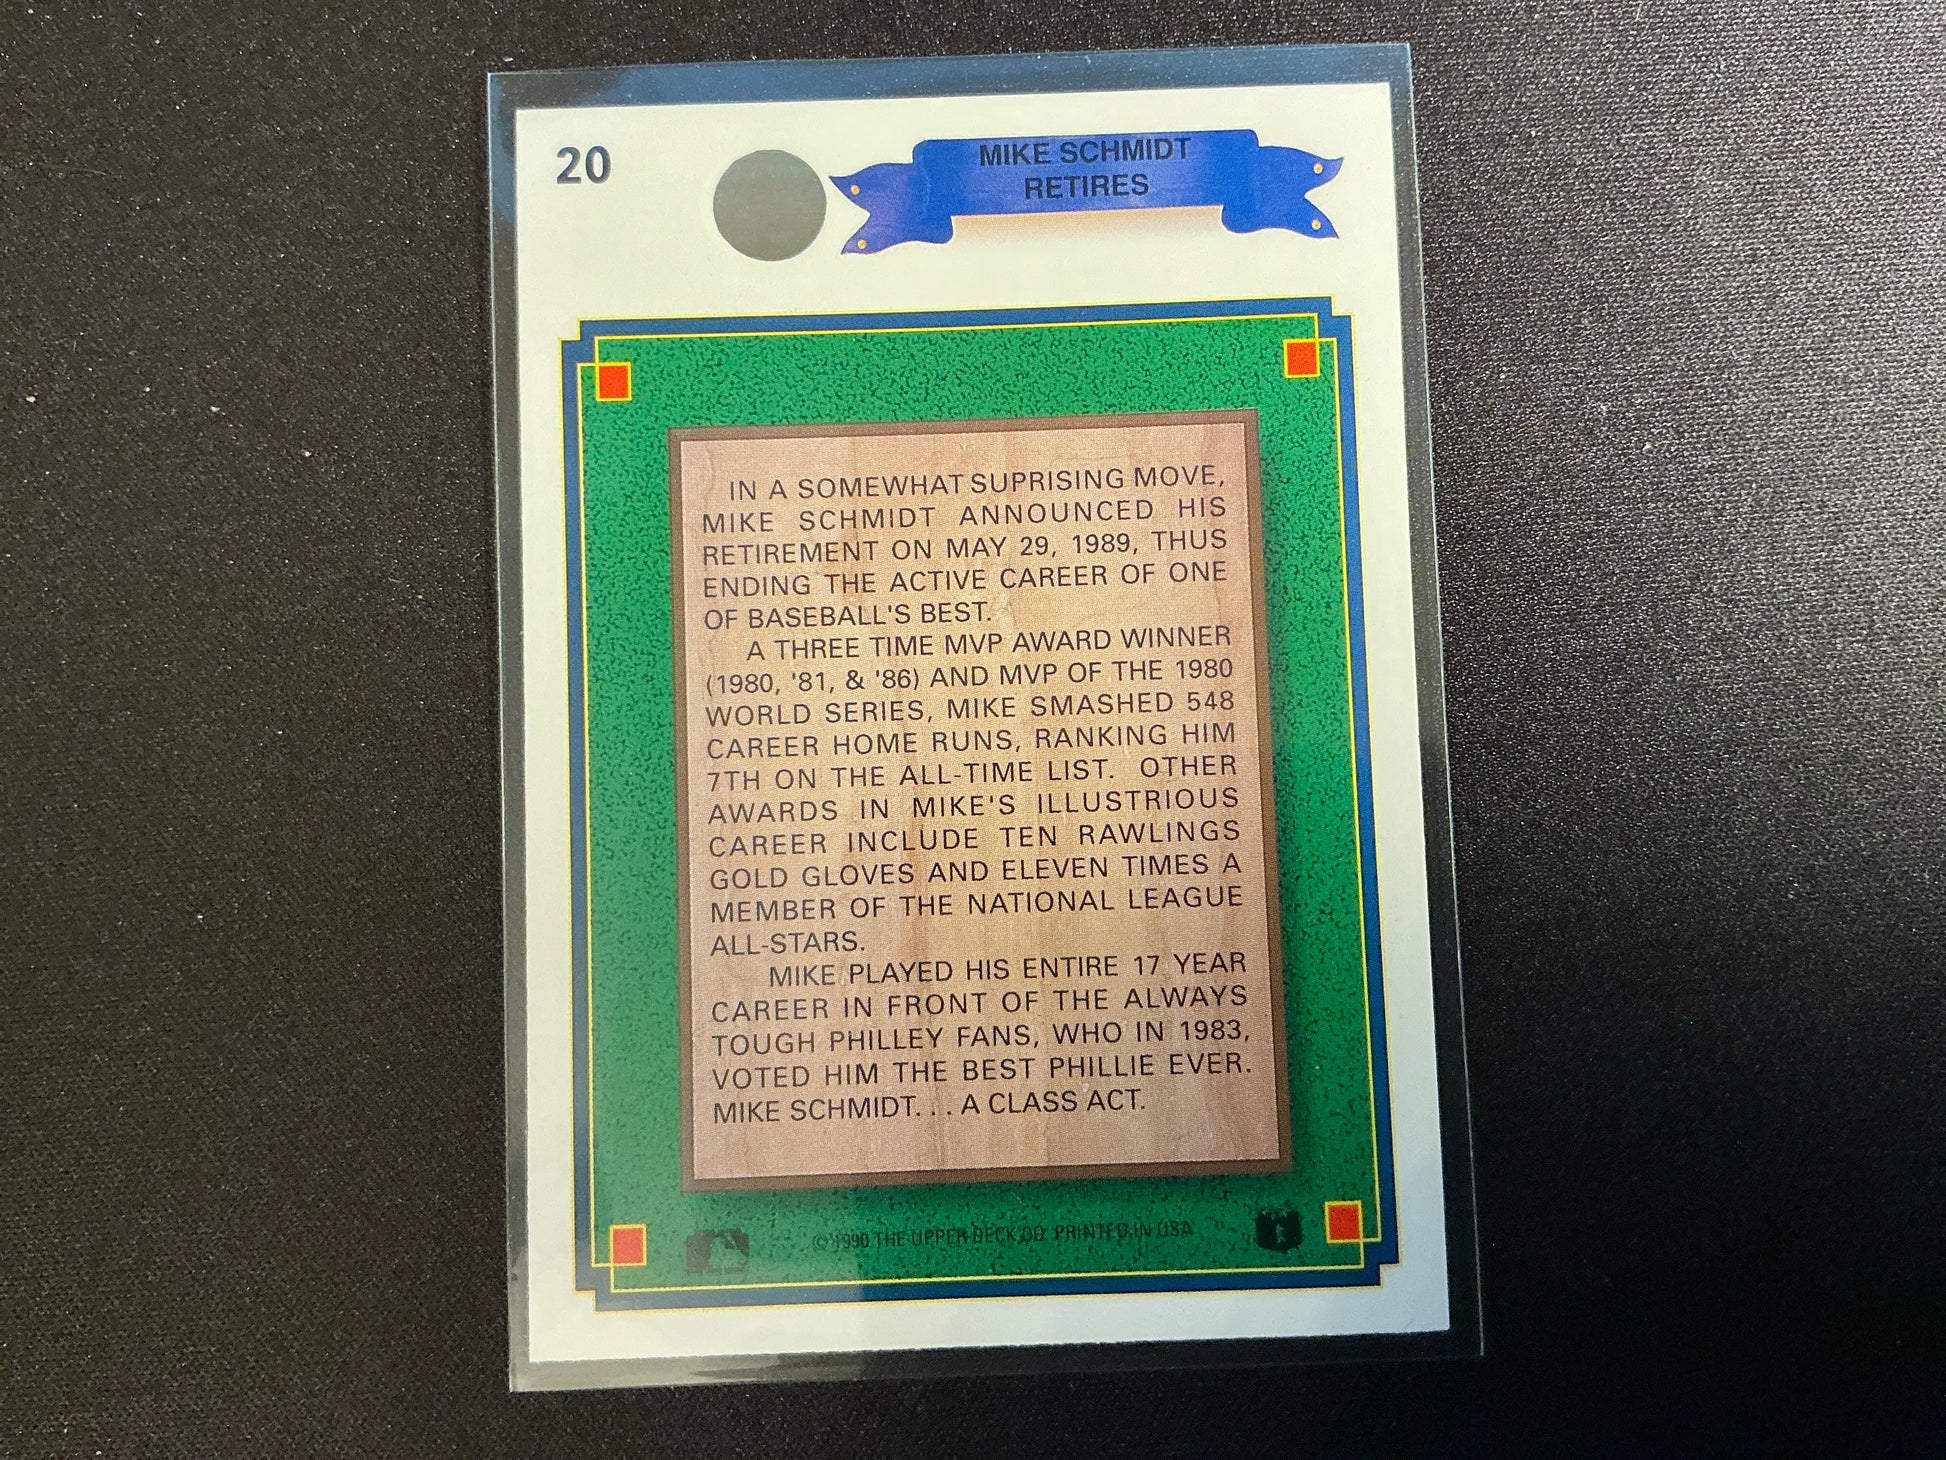 20
MIKE SCHMIDT
RETIRES
IN A SOMEWHAT SUPRISING MOVE,
MIKE SCHMIDT ANNOUNCED HIS
RETIREMENT ON MAY 29, 1989, THUS
ENDING THE ACTIVE CAREER OF ONE
OF BASEBALL'S BEST.
A THREE TIME MVP AWARD WINNER
(1980, '81, & '86) AND MVP OF THE 1980
WORLD SERIES, MIKE SMASHED 548
CAREER HOME RUNS, RANKING HIM
7TH ON THE ALL-TIME LIST. OTHER
AWARDS IN MIKE'S ILLUSTRIOUS
CAREER INCLUDE TEN RAWLINGS
GOLD GLOVES AND ELEVEN TIMES A
MEMBER OF THE NATIONAL LEAGUE
ALL-STARS.
MIKE PLAYED HIS ENTIRE 17 YEAR
CAREER IN FRONT OF THE ALWAYS
TOUGH PHILLEY FANS, WHO IN 1983,
VOTED HIM THE BEST PHILLIE EVER.
MIKE SCHMIDT. . . A CLASS ACT.
© 1990 THE UPPER DECK CO. PRINTED IN USA